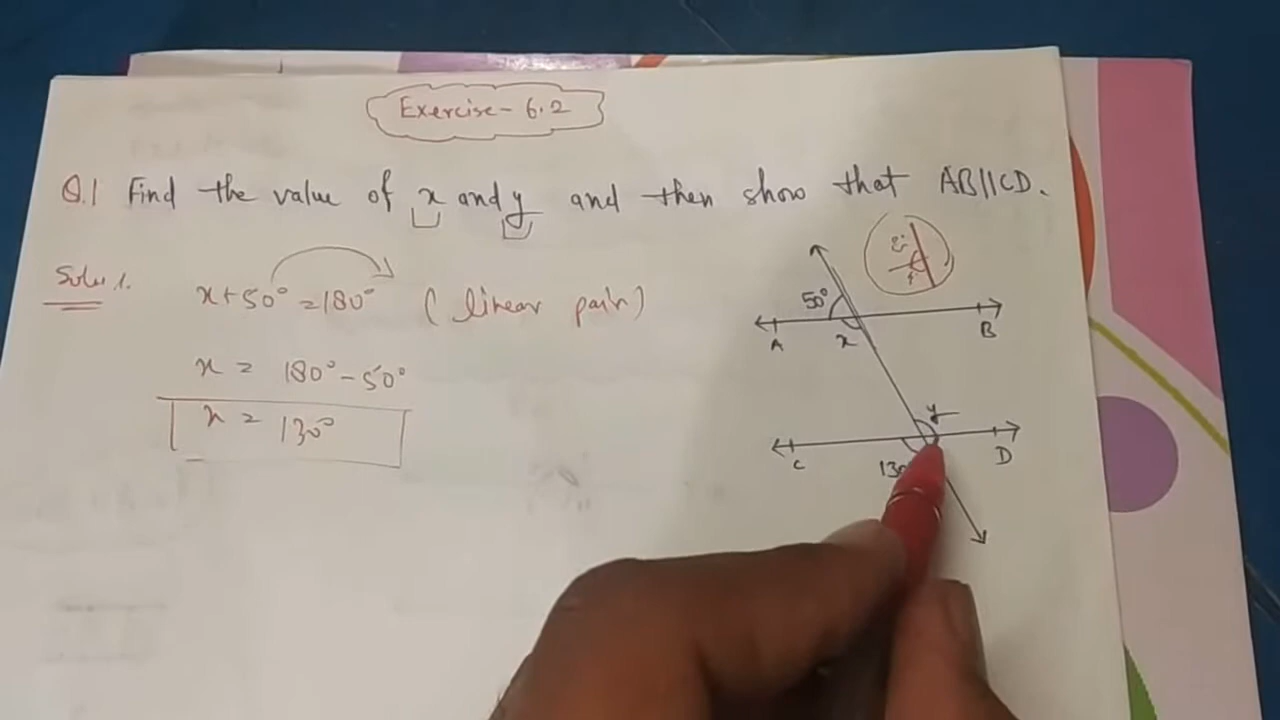 Exercise - 6.2
Q.1 Find the value of x and y and then show that AB||CD.
Soln 1.
x+50°=180° (linear pair)
x = 180°-50°
x = 130°
50°
A
x
B
y
C
D